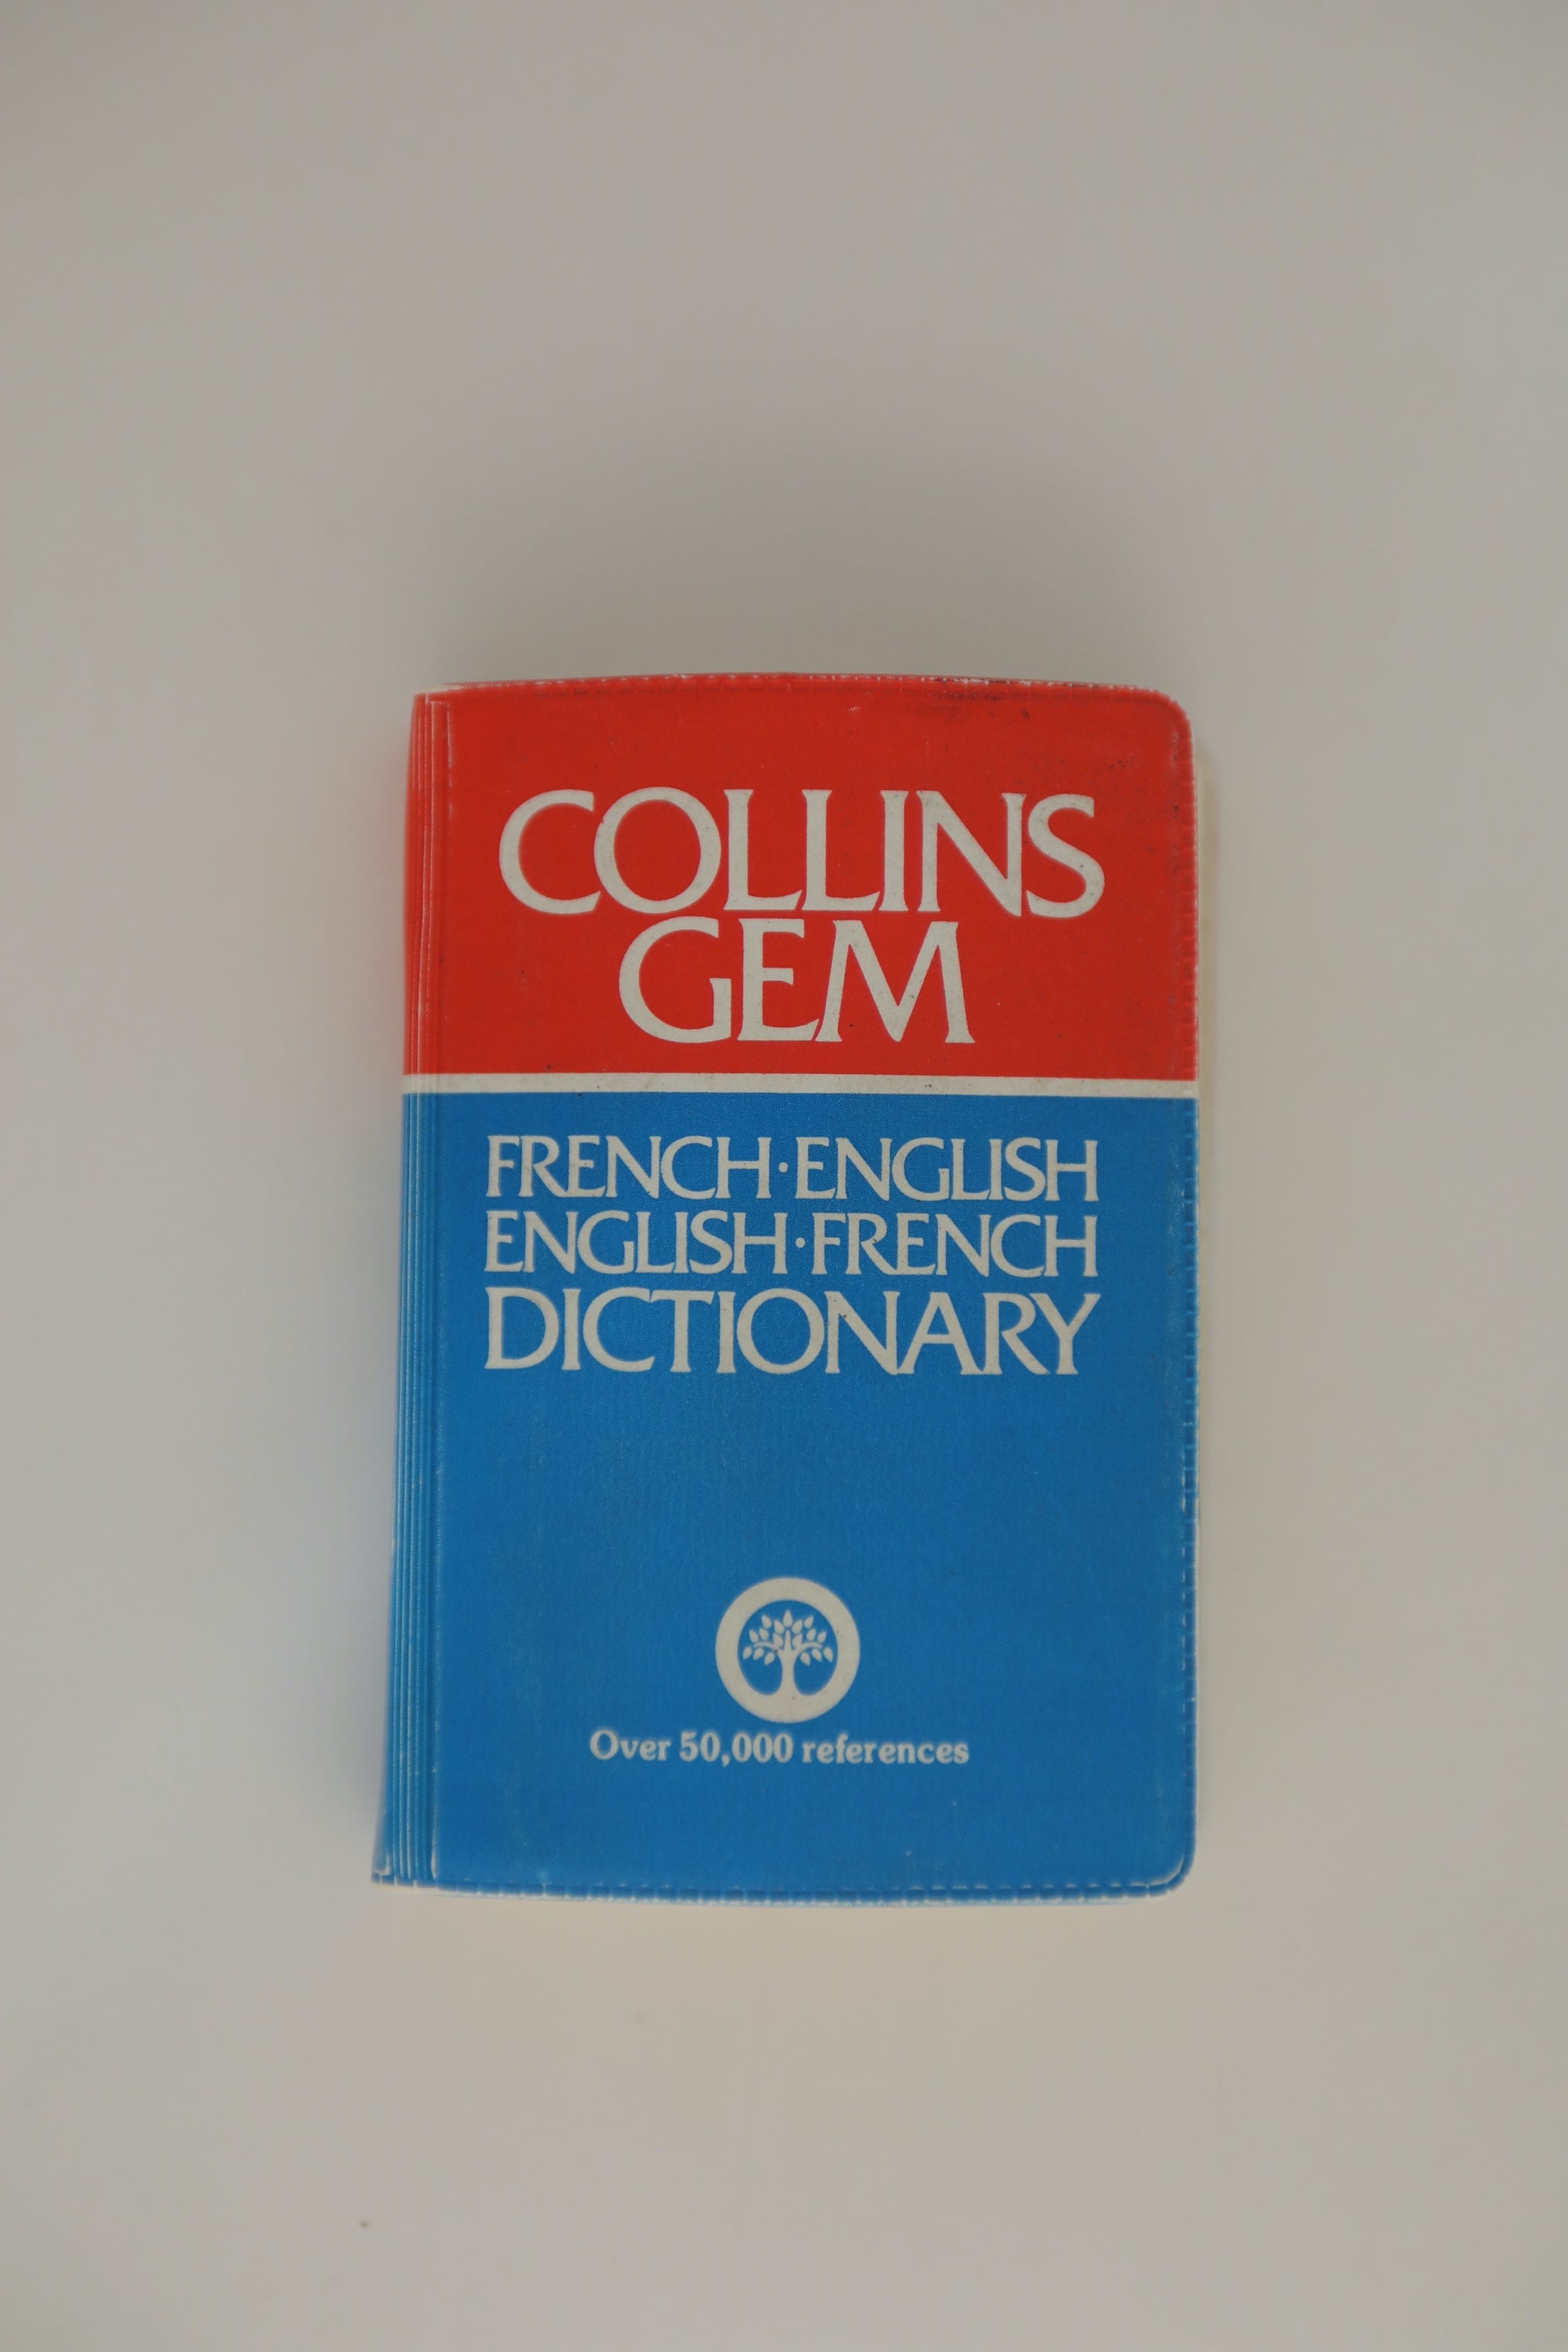 COLLINS
GEM
FRENCH·ENGLISH
ENGLISH·FRENCH
DICTIONARY
Over 50,000 references